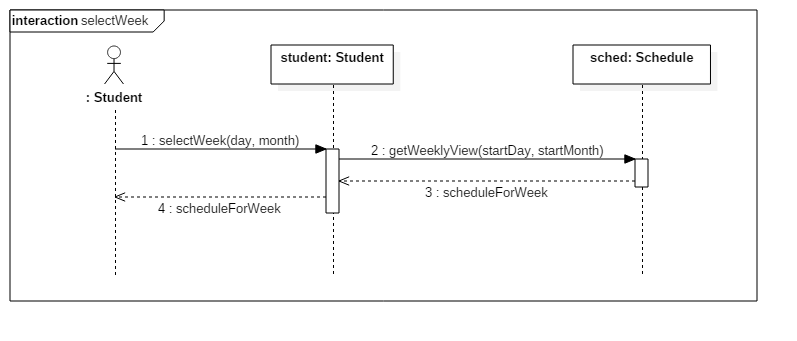 interaction selectWeek
student: Student
sched: Schedule
: Student
1 : selectWeek(day, month)
2 : getWeeklyView(startDay, startMonth)
3 : scheduleForWeek
4 : scheduleForWeek